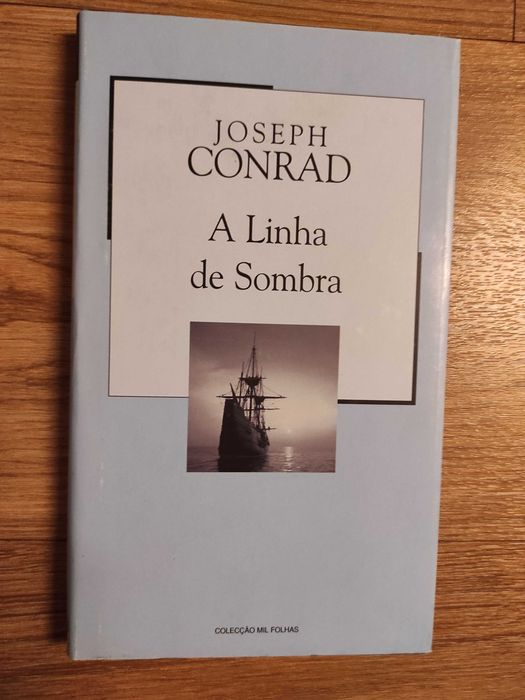 JOSEPH
CONRAD
A Linha
de Sombra
COLECÇÃO MIL FOLHAS